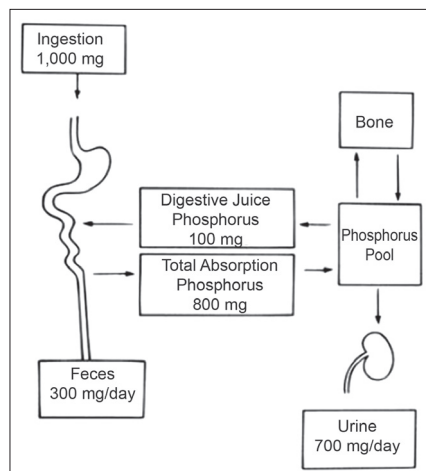 Ingestion
1,000 mg
Bone
Digestive Juice
Phosphorus
100 mg
Phosphorus
Pool
Total Absorption
Phosphorus
800 mg
Feces
300 mg/day
Urine
700 mg/day